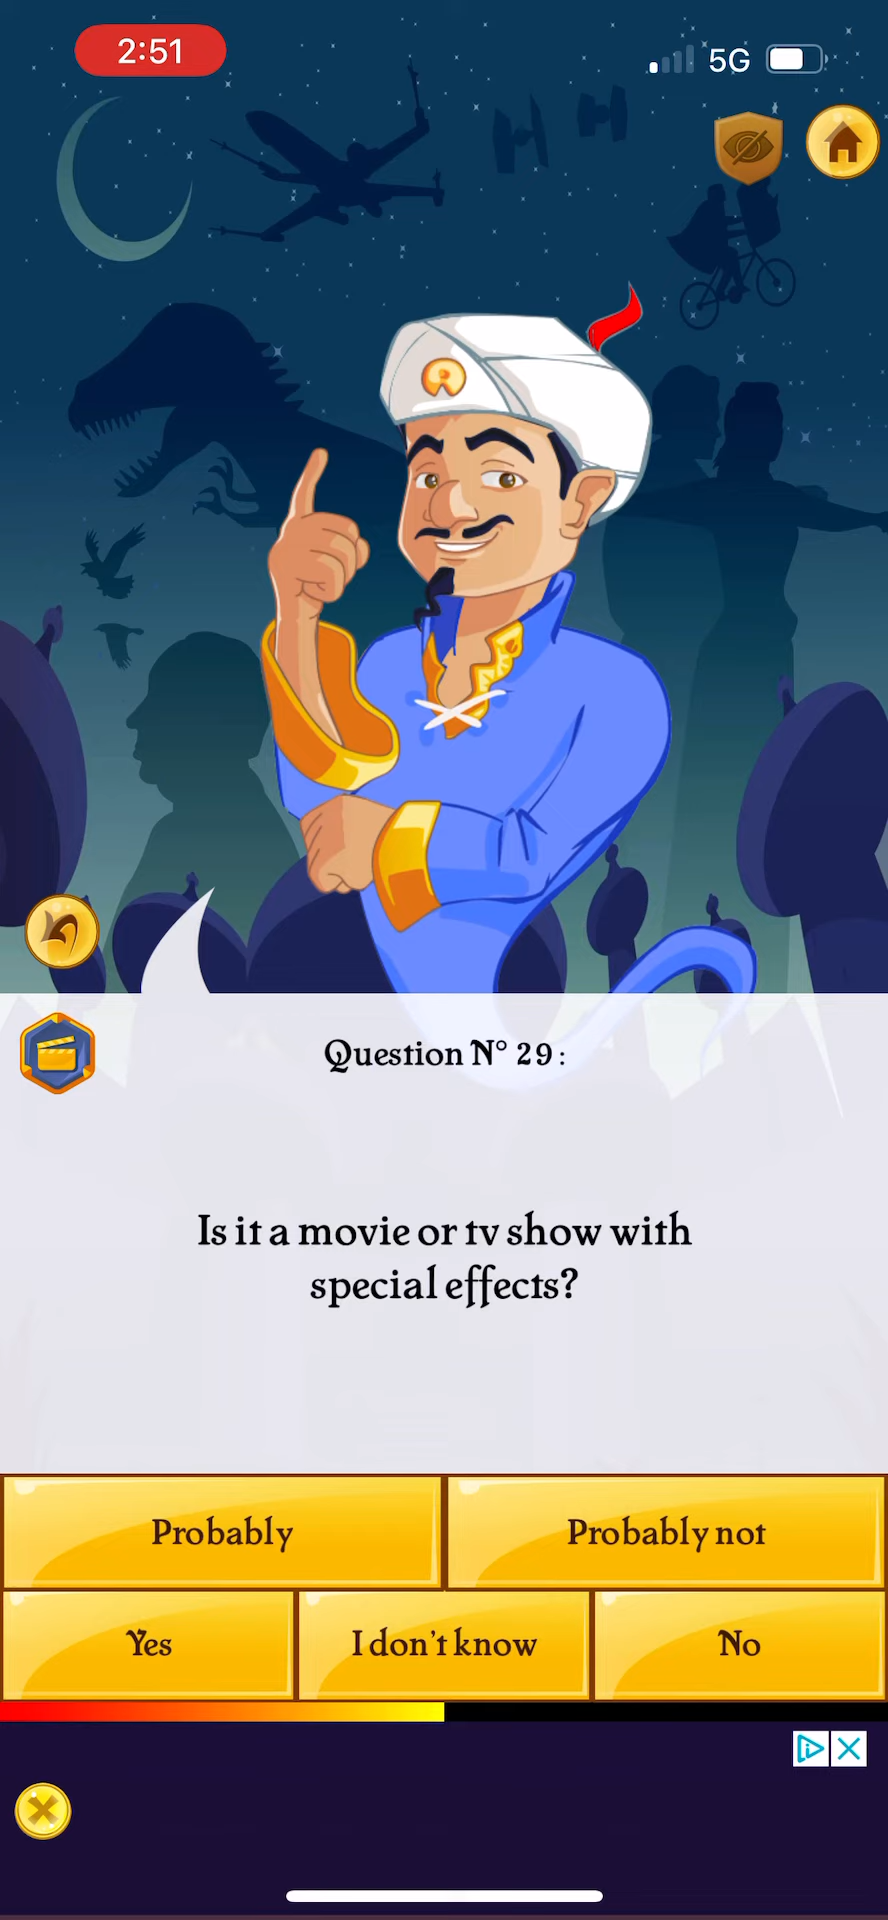 2:51
5G
Question N° 29:
Is it a movie or tv show with
special effects?
Probably
Probably not
Yes
I don't know
No